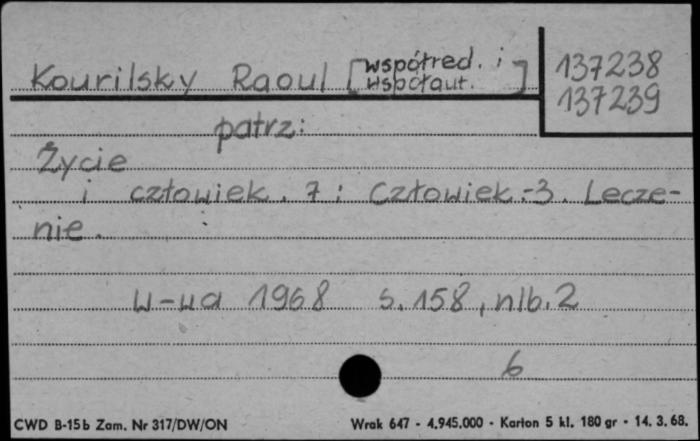 Kourilsky Raoul [współred. i
współaut.]
137238
137239
patrz:
Życie
i człowiek. 7: Człowiek.-3. Lecze-
nie.
W-wa 1968 s. 158, nlb. 2
6
CWD B-15b Zam. Nr 317/DW/ON
Wrak 647 - 4.945.000 - Karton 5 kl. 180 gr - 14. 3. 68.